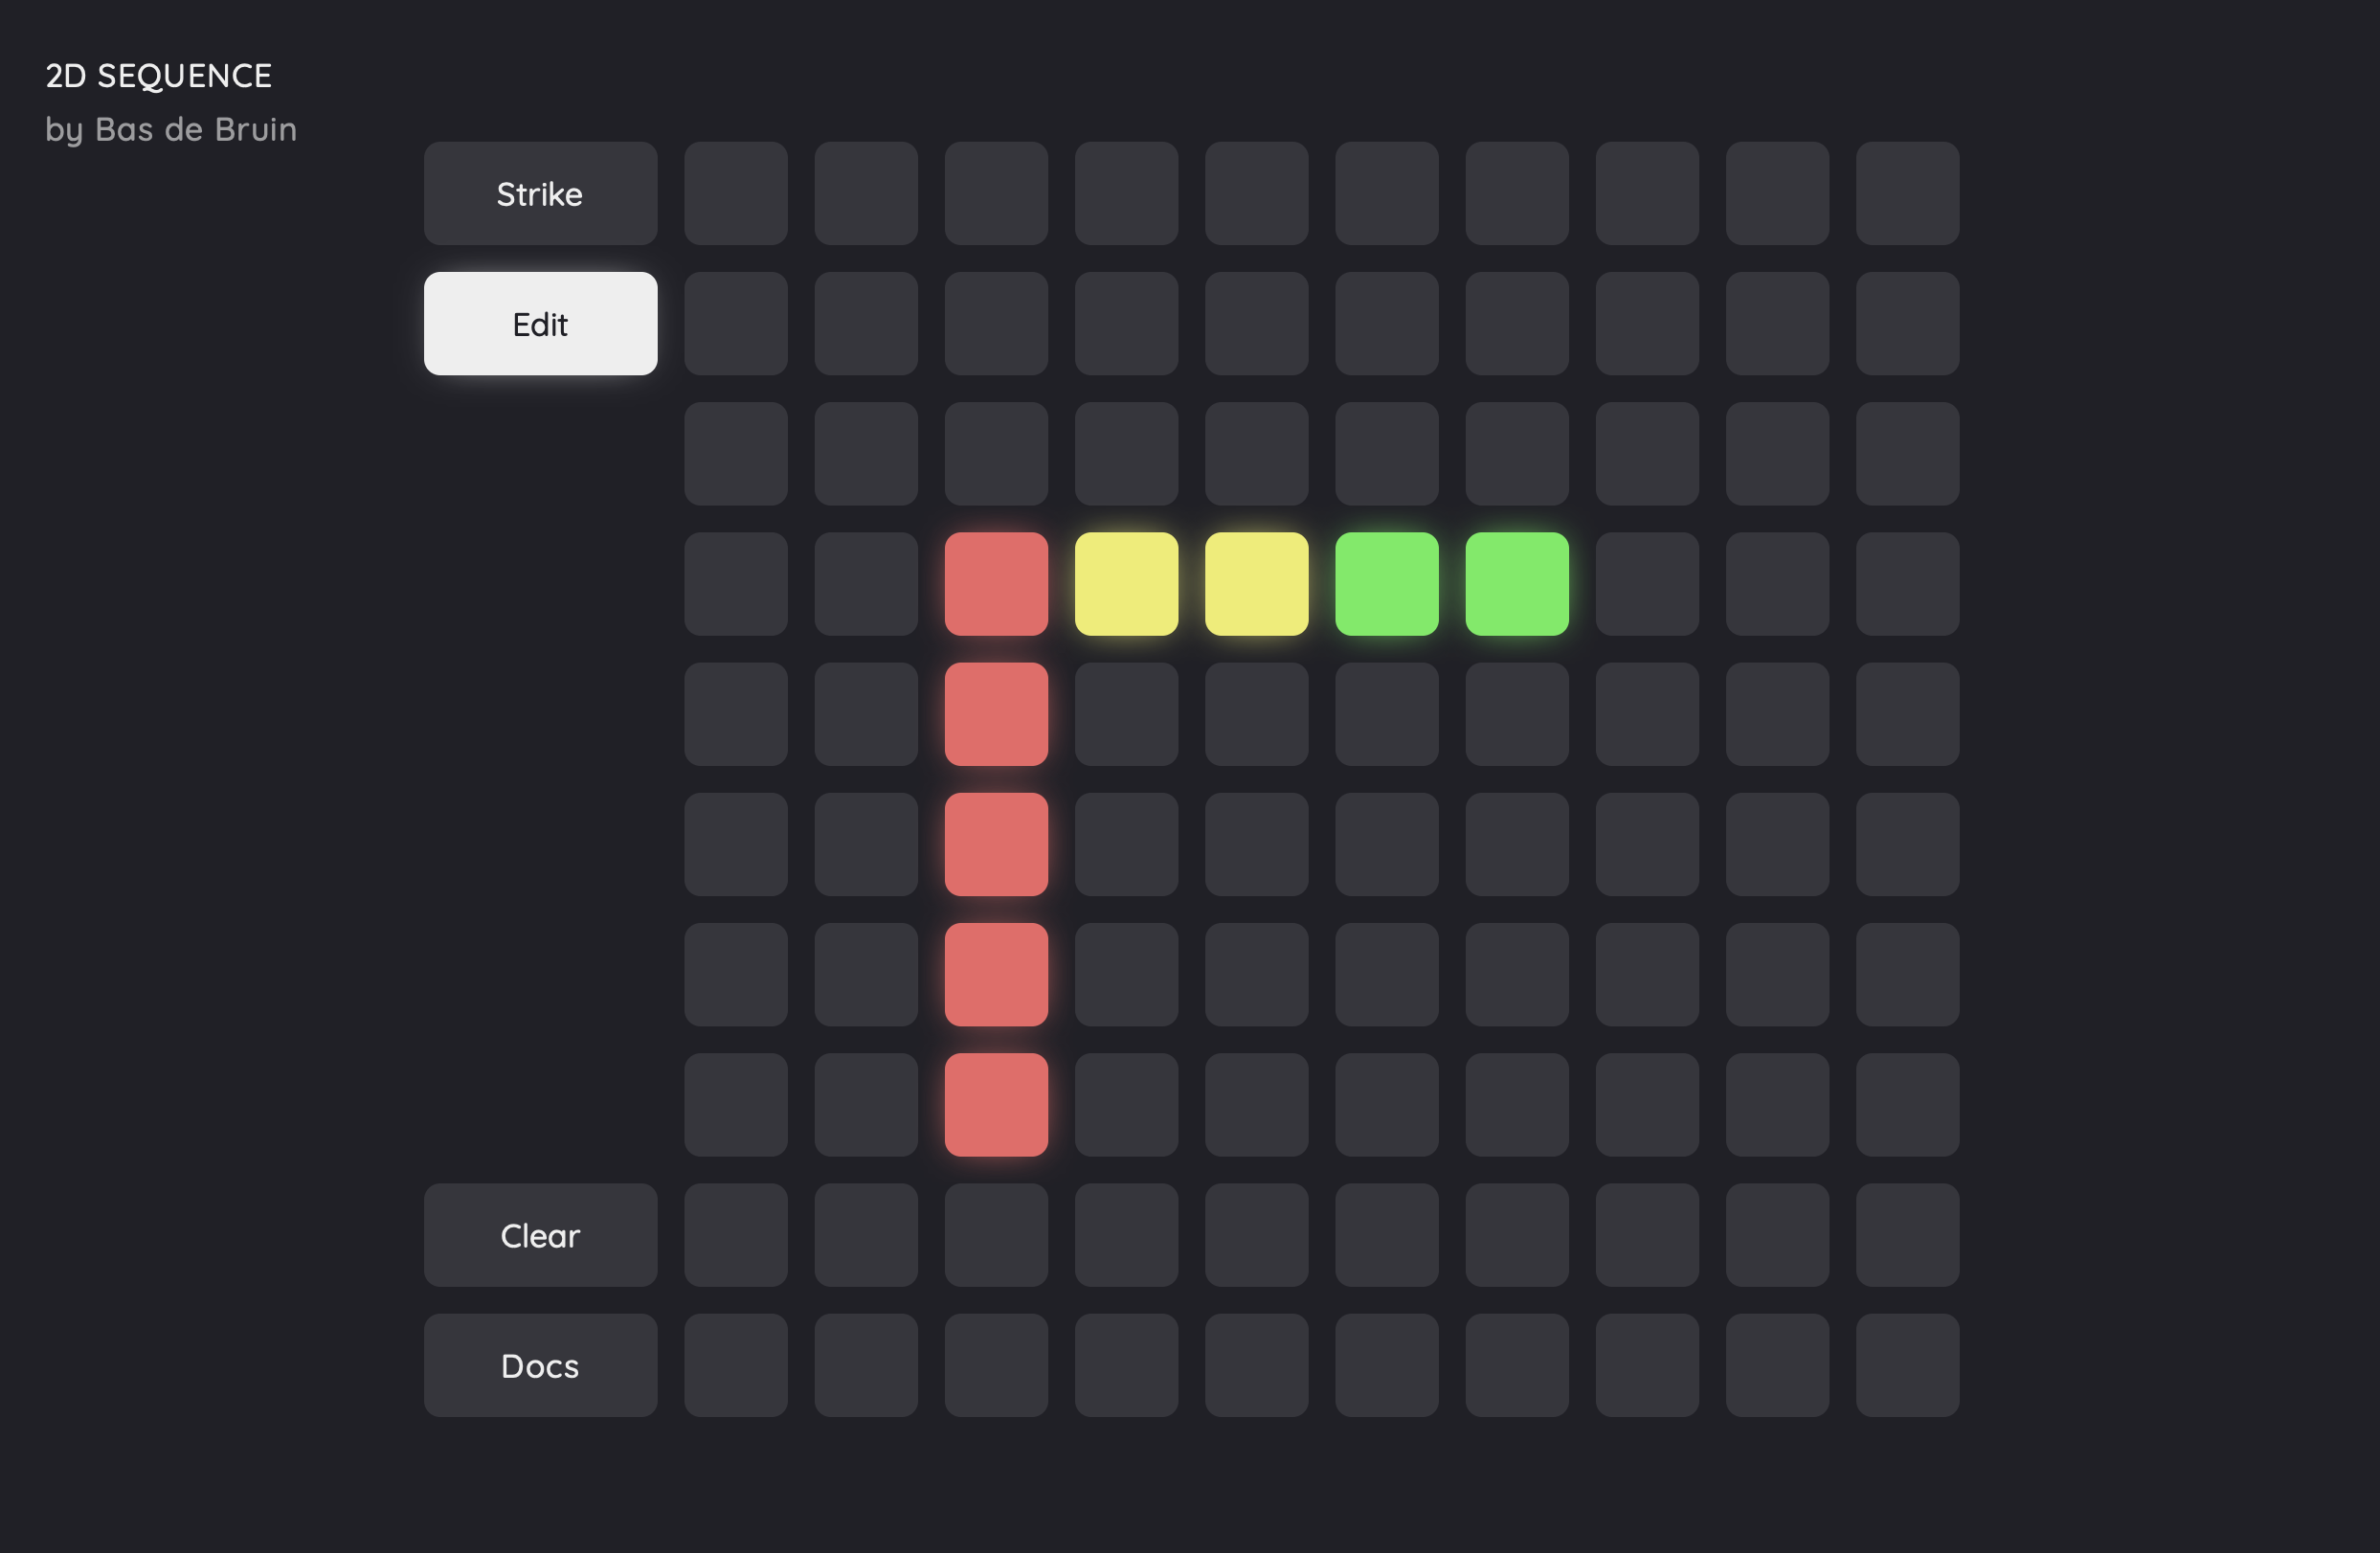 2D SEQUENCE
by Bas de Bruin
Strike
Edit
Clear
Docs